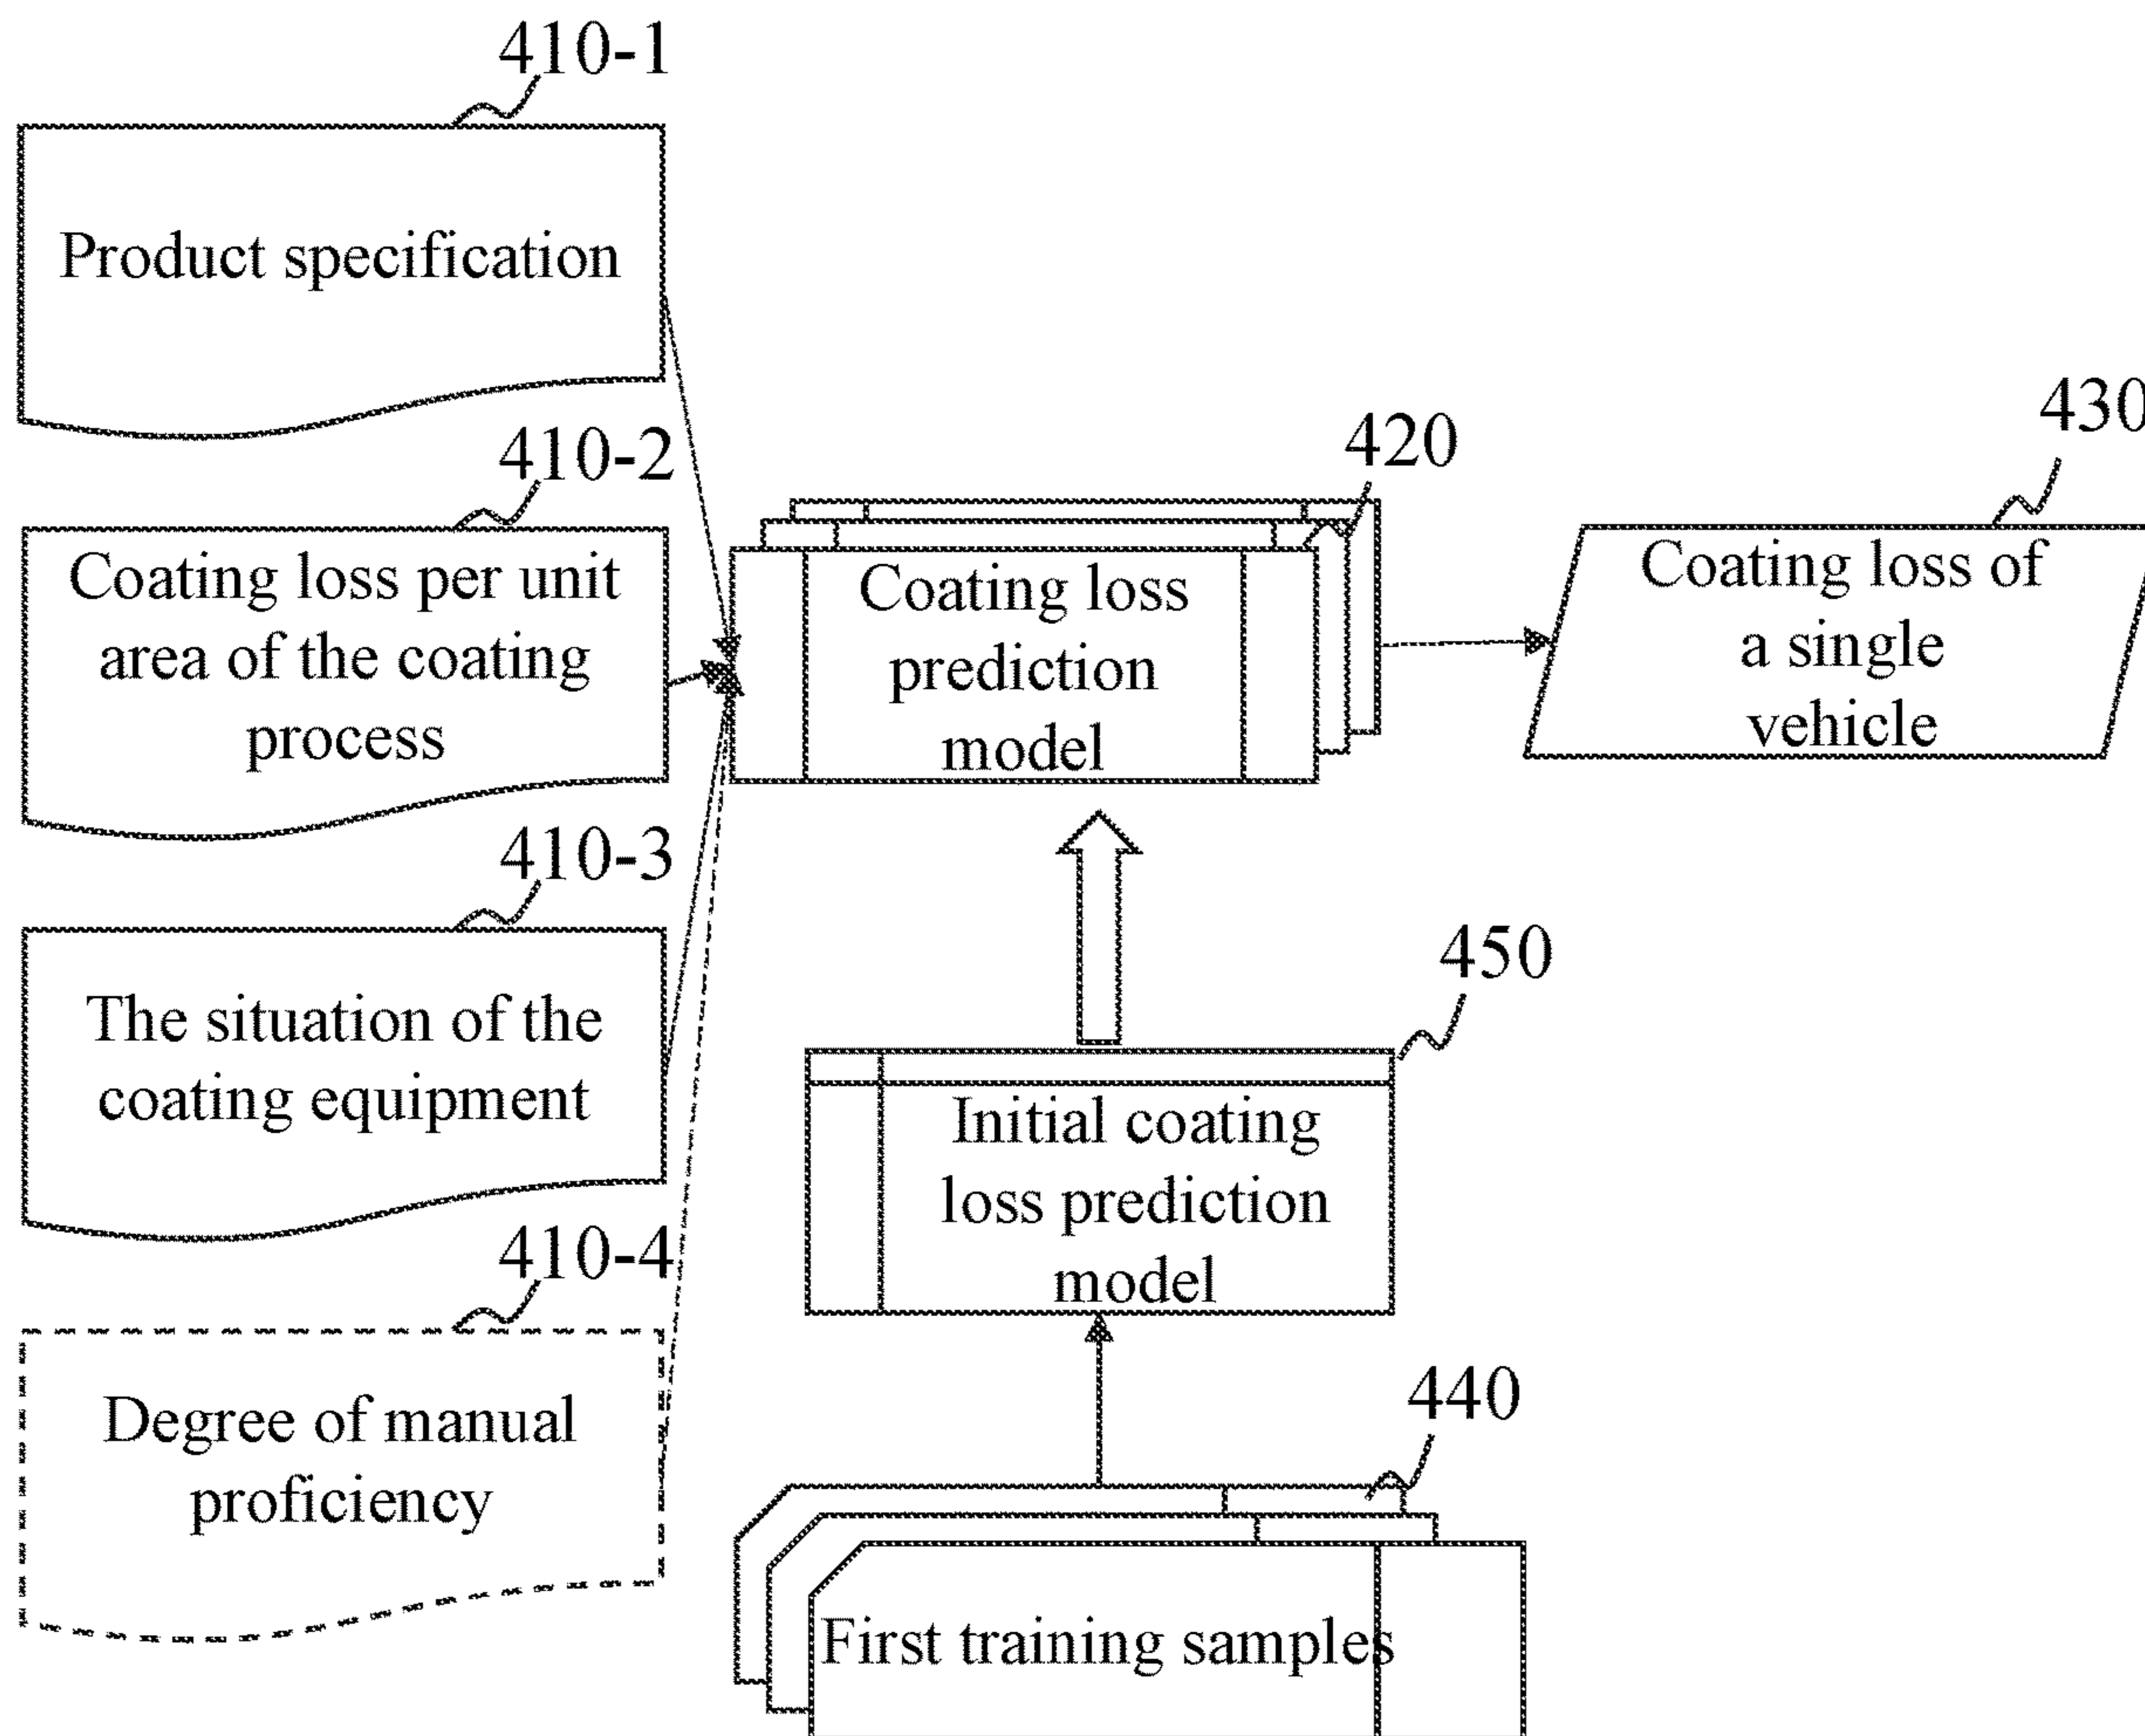 410-1
Product specification
410-2
Coating loss per unit
area of the coating
process
410-3
The situation of the
coating equipment
410-4
Degree of manual
proficiency
420
Coating loss
prediction
model
430
Coating loss of
a single
vehicle
450
Initial coating
loss prediction
model
440
First training samples